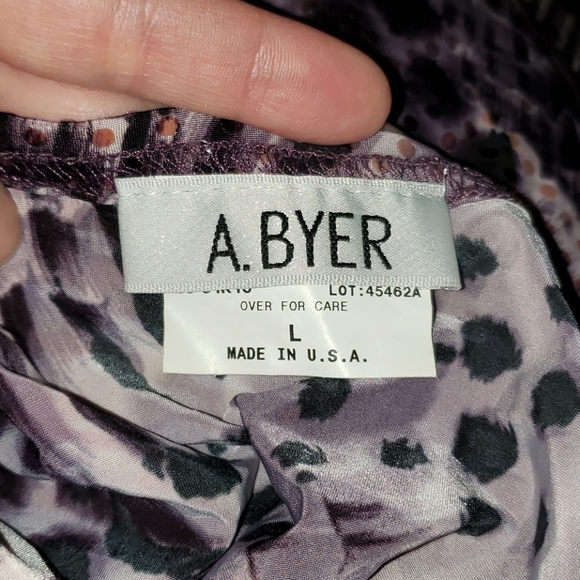 A.BYER
LOT:45462A
OVER FOR CARE
L
MADE IN U.S.A.